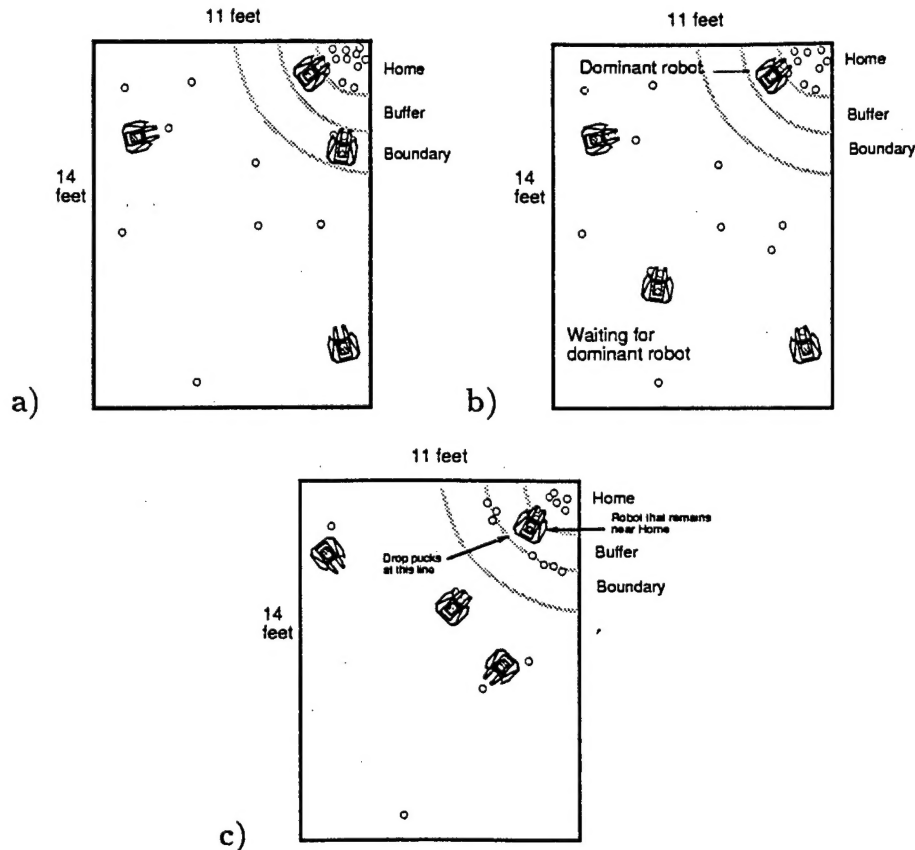 11 feet
Home
Buffer
Boundary
14
feet
a)
11 feet
Dominant robot
Home
Buffer
Boundary
14
feet
Waiting for
dominant robot
b)
11 feet
Home
Robot that remains
near Home
Drop pucks
at this line
Buffer
Boundary
14
feet
c)